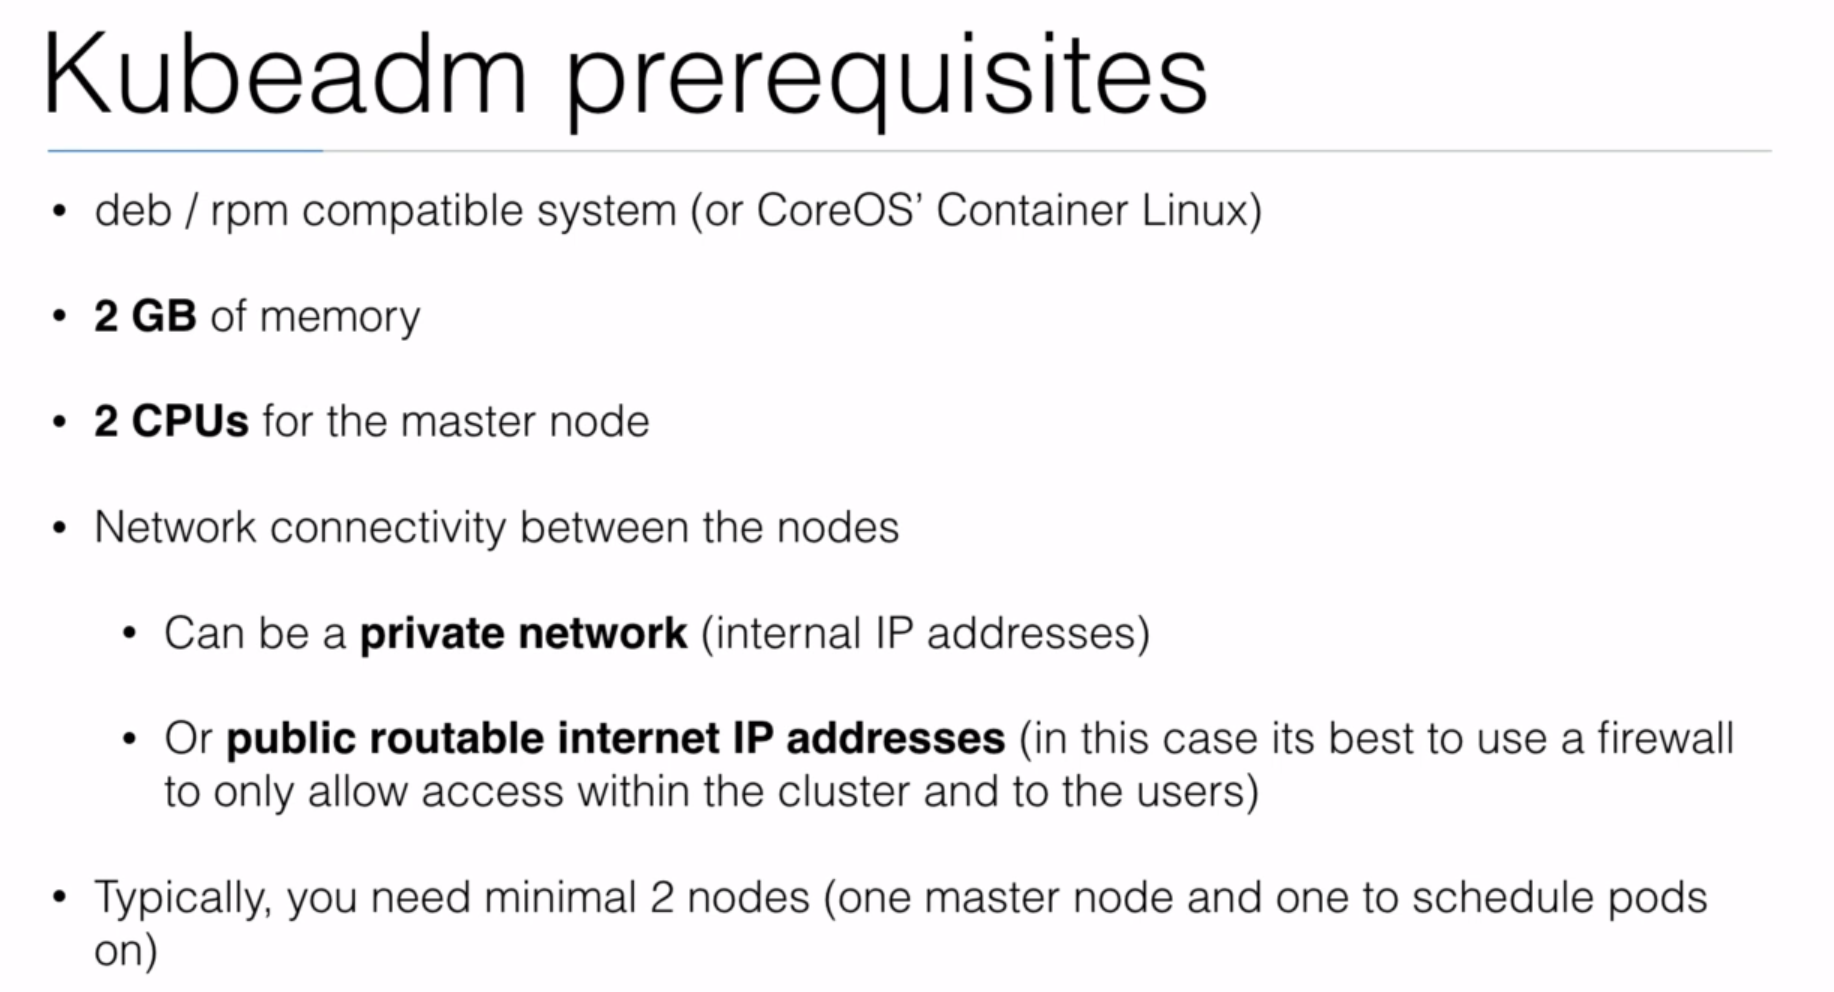 Kubeadm prerequisites
• deb / rpm compatible system (or CoreOS’ Container Linux)
• 2 GB of memory
• 2 CPUs for the master node
• Network connectivity between the nodes
• Can be a private network (internal IP addresses)
• Or public routable internet IP addresses (in this case its best to use a firewall
to only allow access within the cluster and to the users)
• Typically, you need minimal 2 nodes (one master node and one to schedule pods
on)